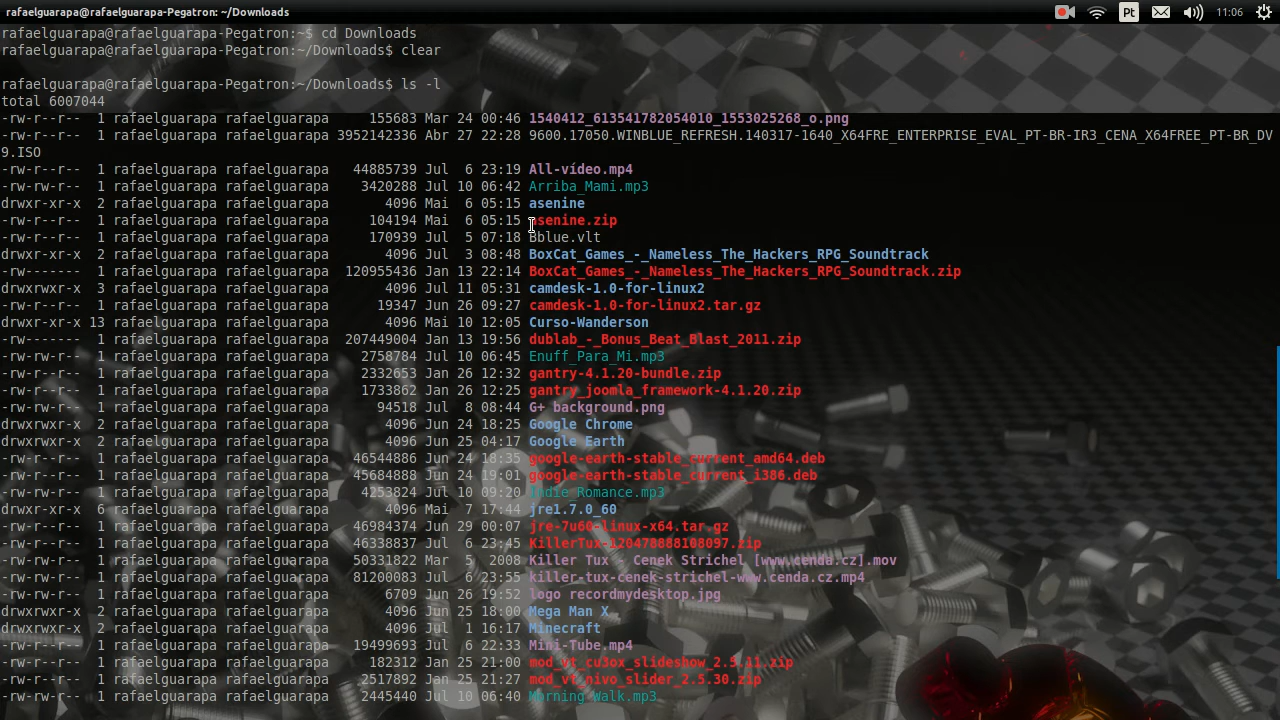 rafaelguarapa@rafaelguarapa-Pegatron: ~/Downloads Pt 11:06
rafaelguarapa@rafaelguarapa-Pegatron:~$ cd Downloads
rafaelguarapa@rafaelguarapa-Pegatron:~/Downloads$ clear
rafaelguarapa@rafaelguarapa-Pegatron:~/Downloads$ ls -l
total 6007044
-rw-r--r-- 1 rafaelguarapa rafaelguarapa 155683 Mar 24 00:46 1540412_613541782054010_1553025268_o.png
-rw-r--r-- 1 rafaelguarapa rafaelguarapa 3952142336 Abr 27 22:28 9600.17050.WINBLUE_REFRESH.140317-1640_X64FRE_ENTERPRISE_EVAL_PT-BR-IR3_CENA_X64FREE_PT-BR_DV
9.ISO
-rw-r--r-- 1 rafaelguarapa rafaelguarapa 44885739 Jul 6 23:19 All-vídeo.mp4
-rw-rw-r-- 1 rafaelguarapa rafaelguarapa 3420288 Jul 10 06:42 Arriba_Mami.mp3
drwxr-xr-x 2 rafaelguarapa rafaelguarapa 4096 Mai 6 05:15 asenine
-rw-r--r-- 1 rafaelguarapa rafaelguarapa 104194 Mai 6 05:15 asenine.zip
-rw-r--r-- 1 rafaelguarapa rafaelguarapa 170939 Jul 5 07:18 Bblue.vlt
drwxr-xr-x 2 rafaelguarapa rafaelguarapa 4096 Jul 3 08:48 BoxCat_Games_-_Nameless_The_Hackers_RPG_Soundtrack
-rw------- 1 rafaelguarapa rafaelguarapa 120955436 Jan 13 22:14 BoxCat_Games_-_Nameless_The_Hackers_RPG_Soundtrack.zip
drwxrwxr-x 3 rafaelguarapa rafaelguarapa 4096 Jul 11 05:31 camdesk-1.0-for-linux2
-rw-r--r-- 1 rafaelguarapa rafaelguarapa 19347 Jun 26 09:27 camdesk-1.0-for-linux2.tar.gz
drwxr-xr-x 13 rafaelguarapa rafaelguarapa 4096 Mai 10 12:05 Curso-Wanderson
-rw------- 1 rafaelguarapa rafaelguarapa 207449004 Jan 13 19:56 dublab_-_Bonus_Beat_Blast_2011.zip
-rw-rw-r-- 1 rafaelguarapa rafaelguarapa 2758784 Jul 10 06:45 Enuff_Para_Mi.mp3
-rw-r--r-- 1 rafaelguarapa rafaelguarapa 2332653 Jan 26 12:32 gantry-4.1.20-bundle.zip
-rw-r--r-- 1 rafaelguarapa rafaelguarapa 1733862 Jan 26 12:25 gantry_joomla_framework-4.1.20.zip
-rw-rw-r-- 1 rafaelguarapa rafaelguarapa 94518 Jul 8 08:44 G+ background.png
drwxrwxr-x 2 rafaelguarapa rafaelguarapa 4096 Jun 24 18:25 Google Chrome
drwxrwxr-x 2 rafaelguarapa rafaelguarapa 4096 Jun 25 04:17 Google Earth
-rw-rw-r-- 1 rafaelguarapa rafaelguarapa 46544886 Jun 24 18:35 google-earth-stable_current_amd64.deb
-rw-rw-r-- 1 rafaelguarapa rafaelguarapa 45684888 Jun 24 19:01 google-earth-stable_current_i386.deb
-rw-rw-r-- 1 rafaelguarapa rafaelguarapa 4253824 Jul 10 09:20 Indie_Romance.mp3
drwxr-xr-x 6 rafaelguarapa rafaelguarapa 4096 Mai 7 17:44 jre1.7.0_60
-rw-rw-r-- 1 rafaelguarapa rafaelguarapa 46984374 Jun 29 00:07 jre-7u60-linux-x64.tar.gz
-rw-rw-r-- 1 rafaelguarapa rafaelguarapa 46338837 Jul 6 23:45 KillerTux-120478888108097.zip
-rw-rw-r-- 1 rafaelguarapa rafaelguarapa 50331822 Mar 5 2008 Killer Tux - Cenek Strichel [www.cenda.cz].mov
-rw-rw-r-- 1 rafaelguarapa rafaelguarapa 81200083 Jul 6 23:55 killer-tux-cenek-strichel-www.cenda.cz.mp4
-rw-rw-r-- 1 rafaelguarapa rafaelguarapa 6709 Jun 26 19:52 logo recordmydesktop.jpg
drwxrwxr-x 2 rafaelguarapa rafaelguarapa 4096 Jun 25 18:00 Mega Man X
drwxrwxr-x 2 rafaelguarapa rafaelguarapa 4096 Jul 1 16:17 Minecraft
-rw-rw-r-- 1 rafaelguarapa rafaelguarapa 19499693 Jul 6 22:33 Mini-Tube.mp4
-rw-r--r-- 1 rafaelguarapa rafaelguarapa 182312 Jan 25 21:00 mod_vt_cu3ox_slideshow_2.5.11.zip
-rw-r--r-- 1 rafaelguarapa rafaelguarapa 2517892 Jan 25 21:27 mod_vt_nivo_slider_2.5.30.zip
-rw-rw-r-- 1 rafaelguarapa rafaelguarapa 2445440 Jul 10 06:40 Morning_Walk.mp3